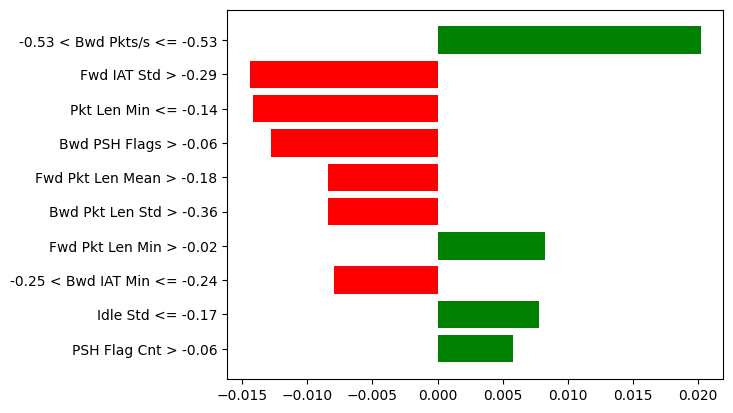 -0.53 < Bwd Pkts/s <= -0.53
Fwd IAT Std > -0.29
Pkt Len Min <= -0.14
Bwd PSH Flags > -0.06
Fwd Pkt Len Mean > -0.18
Bwd Pkt Len Std > -0.36
Fwd Pkt Len Min > -0.02
-0.25 < Bwd IAT Min <= -0.24
Idle Std <= -0.17
PSH Flag Cnt > -0.06
−0.015 −0.010 −0.005 0.000 0.005 0.010 0.015 0.020